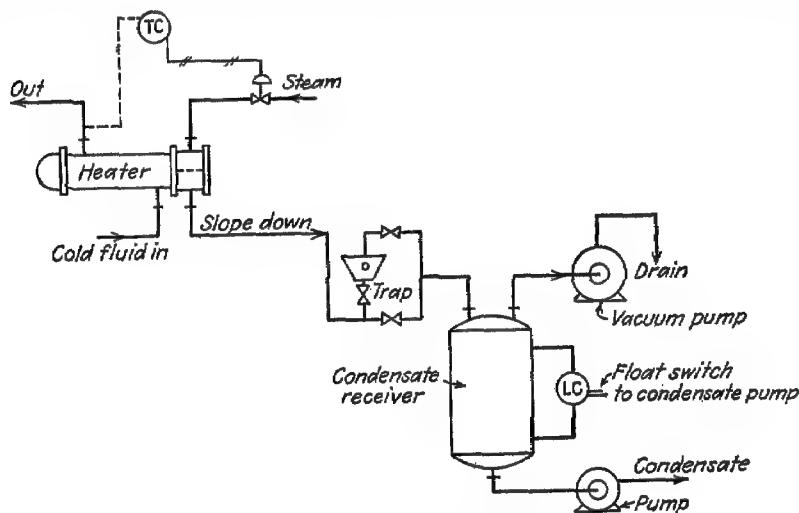 TC
Out
Steam
Heater
Slope down
Cold fluid in
Trap
Drain
Vacuum pump
Condensate
receiver
LC
Float switch
to condensate pump
Condensate
Pump